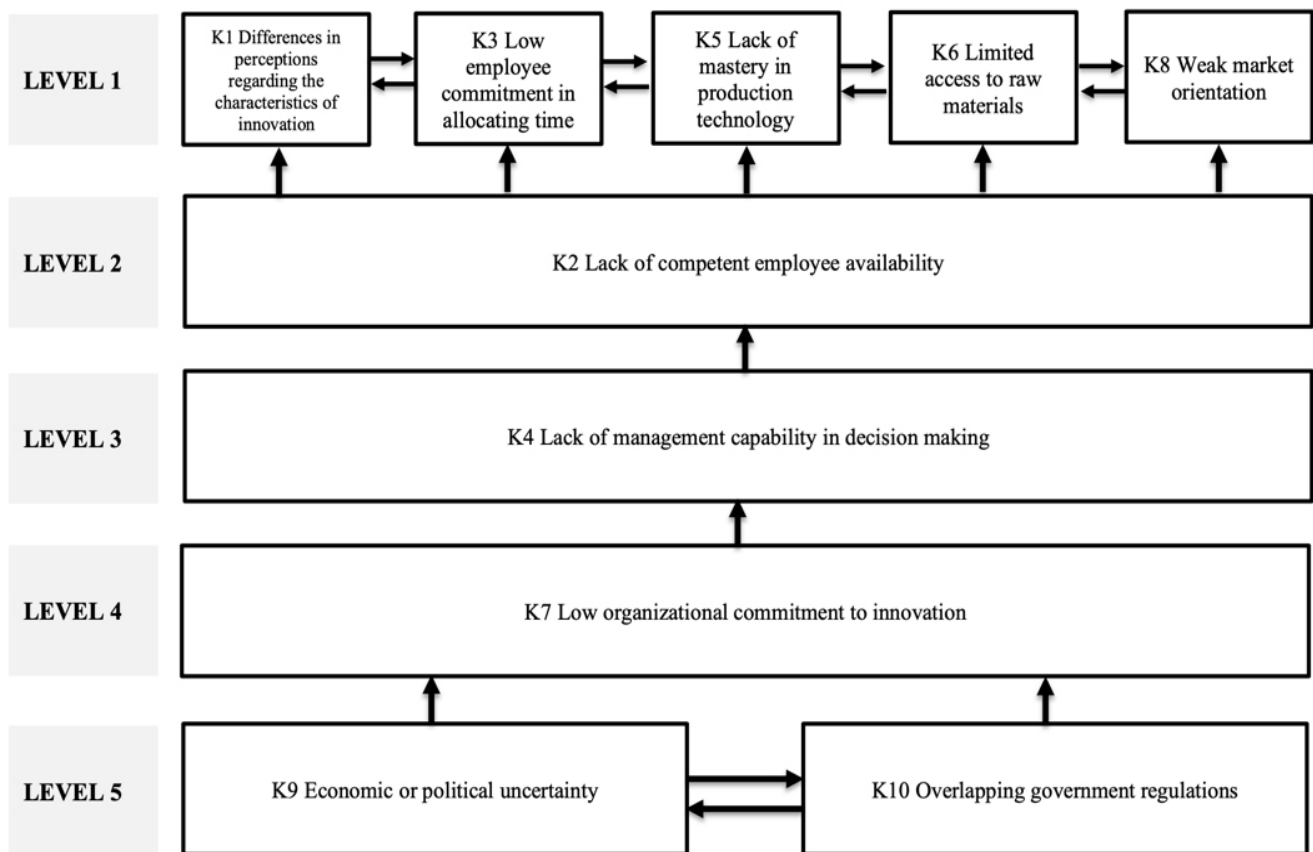 LEVEL 1
K1 Differences in
perceptions
regarding the
characteristics of
innovation
K3 Low
employee
commitment in
allocating time
K5 Lack of
mastery in
production
technology
K6 Limited
access to raw
materials
K8 Weak market
orientation
LEVEL 2
K2 Lack of competent employee availability
LEVEL 3
K4 Lack of management capability in decision making
LEVEL 4
K7 Low organizational commitment to innovation
LEVEL 5
K9 Economic or political uncertainty
K10 Overlapping government regulations